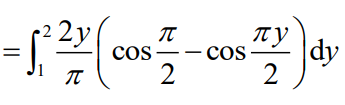 = ∫₁² 2y/π (cos π/2 − cos πy/2) dy